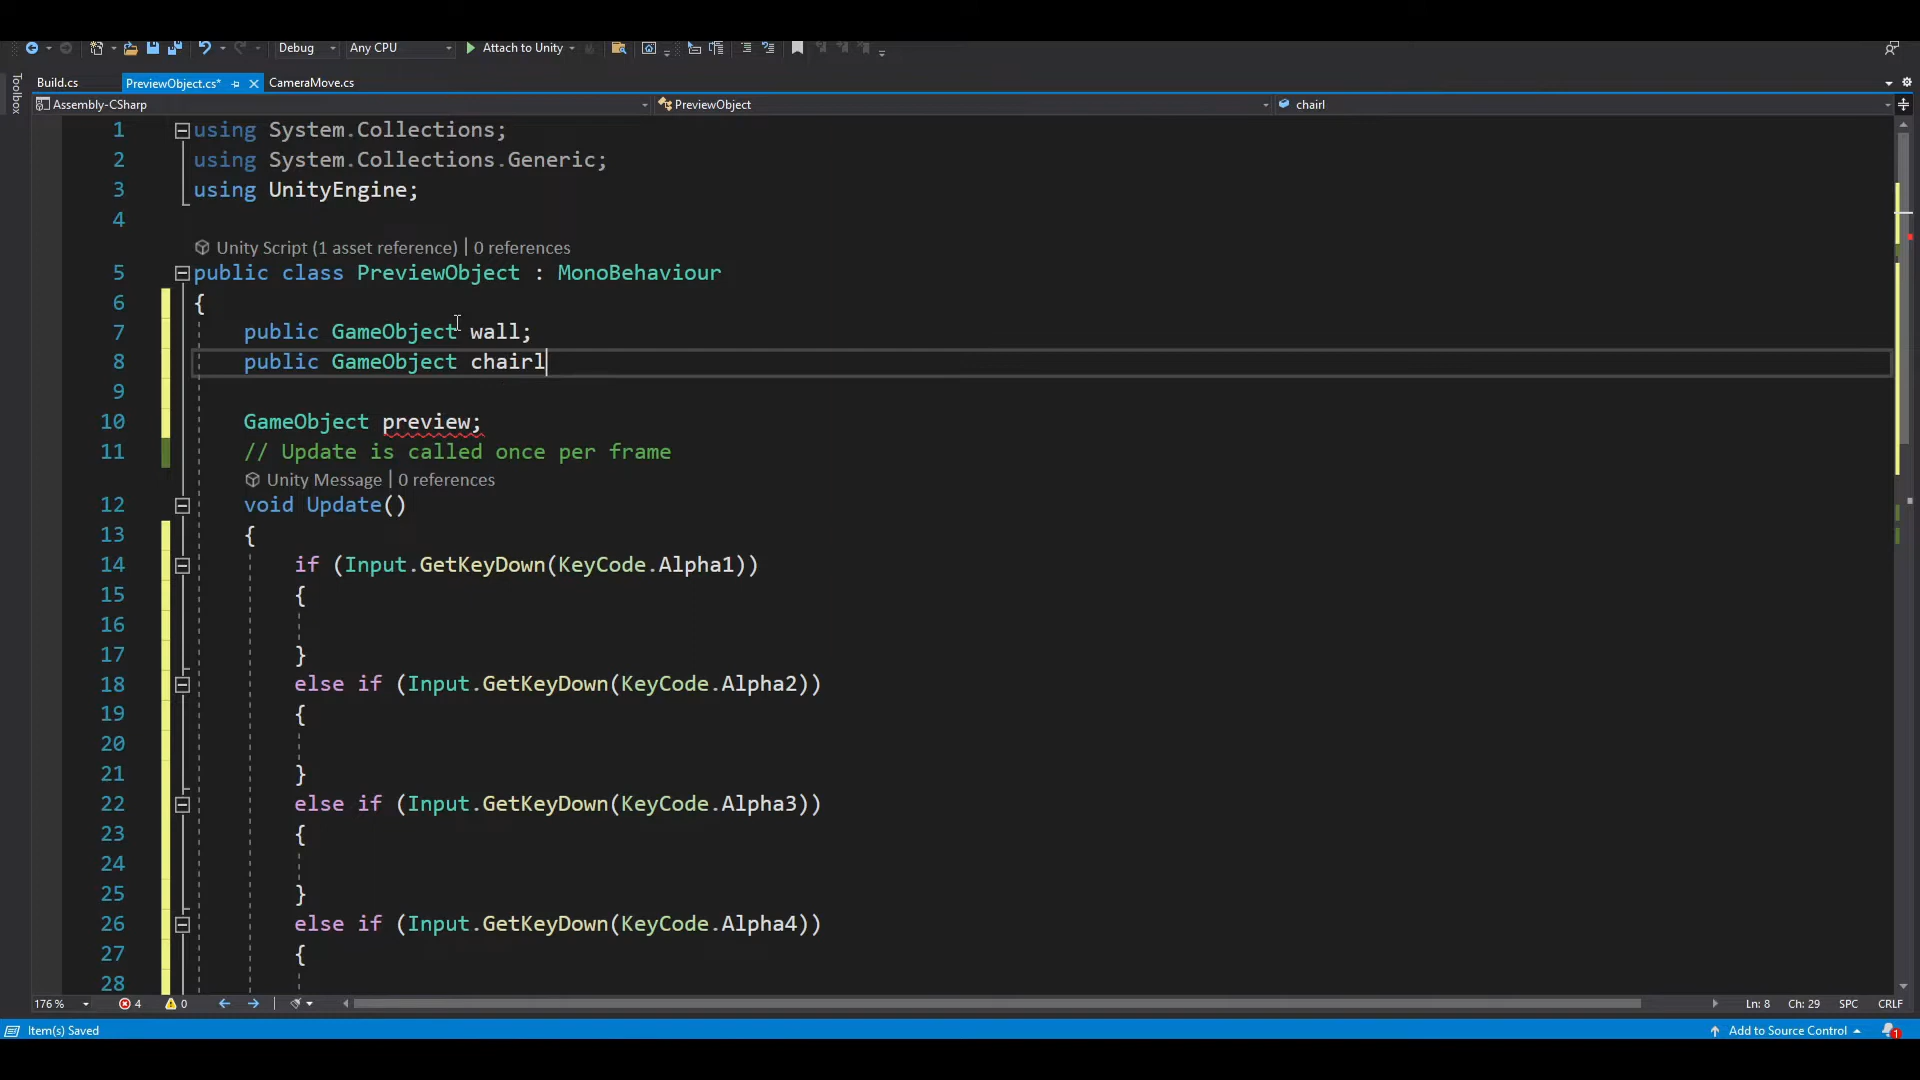 Debug Any CPU Attach to Unity
Toolbox
Build.cs PreviewObject.cs* CameraMove.cs
Assembly-CSharp PreviewObject chairl
1 using System.Collections;
2 using System.Collections.Generic;
3 using UnityEngine;
4
Unity Script (1 asset reference) | 0 references
5 public class PreviewObject : MonoBehaviour
6 {
7 public GameObject wall;
8 public GameObject chairl
9
10 GameObject preview;
11 // Update is called once per frame
Unity Message | 0 references
12 void Update()
13 {
14 if (Input.GetKeyDown(KeyCode.Alpha1))
15 {
16
17 }
18 else if (Input.GetKeyDown(KeyCode.Alpha2))
19 {
20
21 }
22 else if (Input.GetKeyDown(KeyCode.Alpha3))
23 {
24
25 }
26 else if (Input.GetKeyDown(KeyCode.Alpha4))
27 {
28
176 % 4 0 Ln: 8 Ch: 29 SPC CRLF
Item(s) Saved Add to Source Control 1